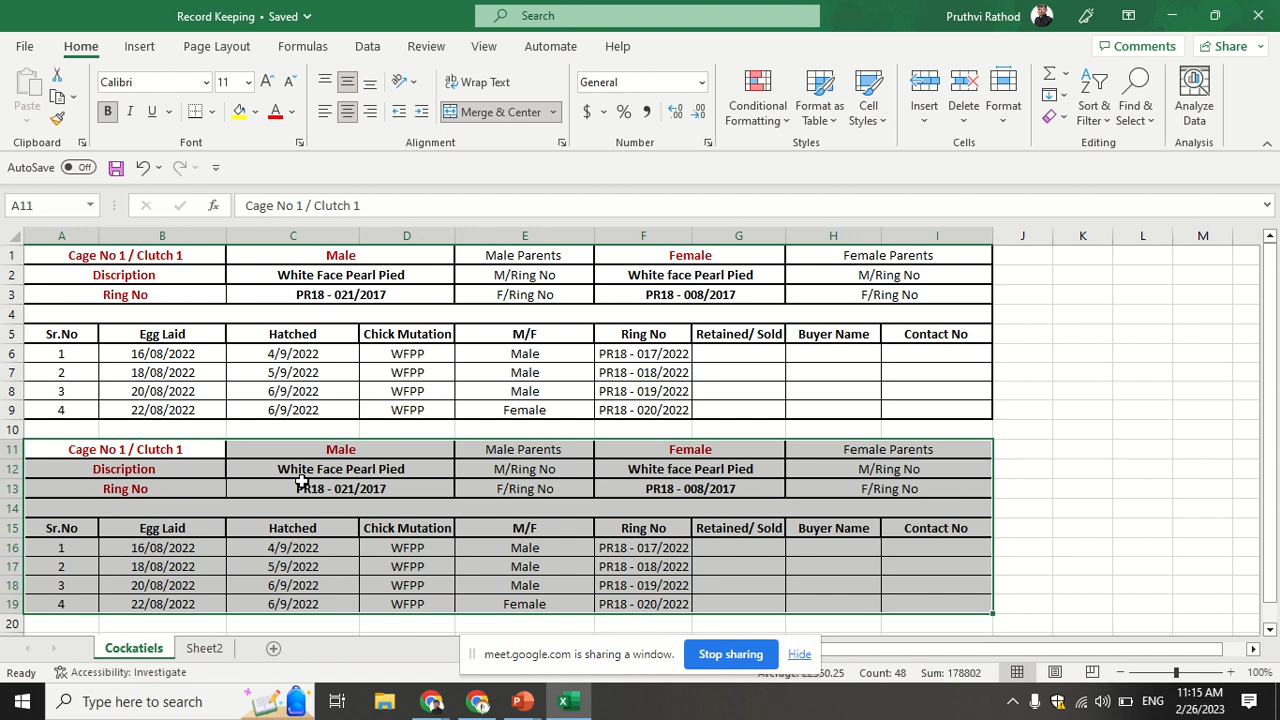 Record Keeping • Saved
Search
Pruthvi Rathod
File Home Insert Page Layout Formulas Data Review View Automate Help Comments Share
Paste
Calibri 11
B I U
Wrap Text
Merge & Center
General
$ %
Conditional Formatting
Format as Table
Cell Styles
Insert Delete Format
Sort & Filter
Find & Select
Analyze Data
Clipboard Font Alignment Number Styles Cells Editing Analysis
AutoSave Off
A11 fx Cage No 1 / Clutch 1
A B C D E F G H I J K L M
1 Cage No 1 / Clutch 1 Male Male Parents Female Female Parents
2 Discription White Face Pearl Pied M/Ring No White face Pearl Pied M/Ring No
3 Ring No PR18 - 021/2017 F/Ring No PR18 - 008/2017 F/Ring No
4
5 Sr.No Egg Laid Hatched Chick Mutation M/F Ring No Retained/ Sold Buyer Name Contact No
6 1 16/08/2022 4/9/2022 WFPP Male PR18 - 017/2022
7 2 18/08/2022 5/9/2022 WFPP Male PR18 - 018/2022
8 3 20/08/2022 6/9/2022 WFPP Male PR18 - 019/2022
9 4 22/08/2022 6/9/2022 WFPP Female PR18 - 020/2022
10
11 Cage No 1 / Clutch 1 Male Male Parents Female Female Parents
12 Discription White Face Pearl Pied M/Ring No White face Pearl Pied M/Ring No
13 Ring No PR18 - 021/2017 F/Ring No PR18 - 008/2017 F/Ring No
14
15 Sr.No Egg Laid Hatched Chick Mutation M/F Ring No Retained/ Sold Buyer Name Contact No
16 1 16/08/2022 4/9/2022 WFPP Male PR18 - 017/2022
17 2 18/08/2022 5/9/2022 WFPP Male PR18 - 018/2022
18 3 20/08/2022 6/9/2022 WFPP Male PR18 - 019/2022
19 4 22/08/2022 6/9/2022 WFPP Female PR18 - 020/2022
20
Cockatiels Sheet2
meet.google.com is sharing a window. Stop sharing Hide
Ready Accessibility: Investigate Count: 48 Sum: 178802 100%
Type here to search
ENG
11:15 AM
2/26/2023